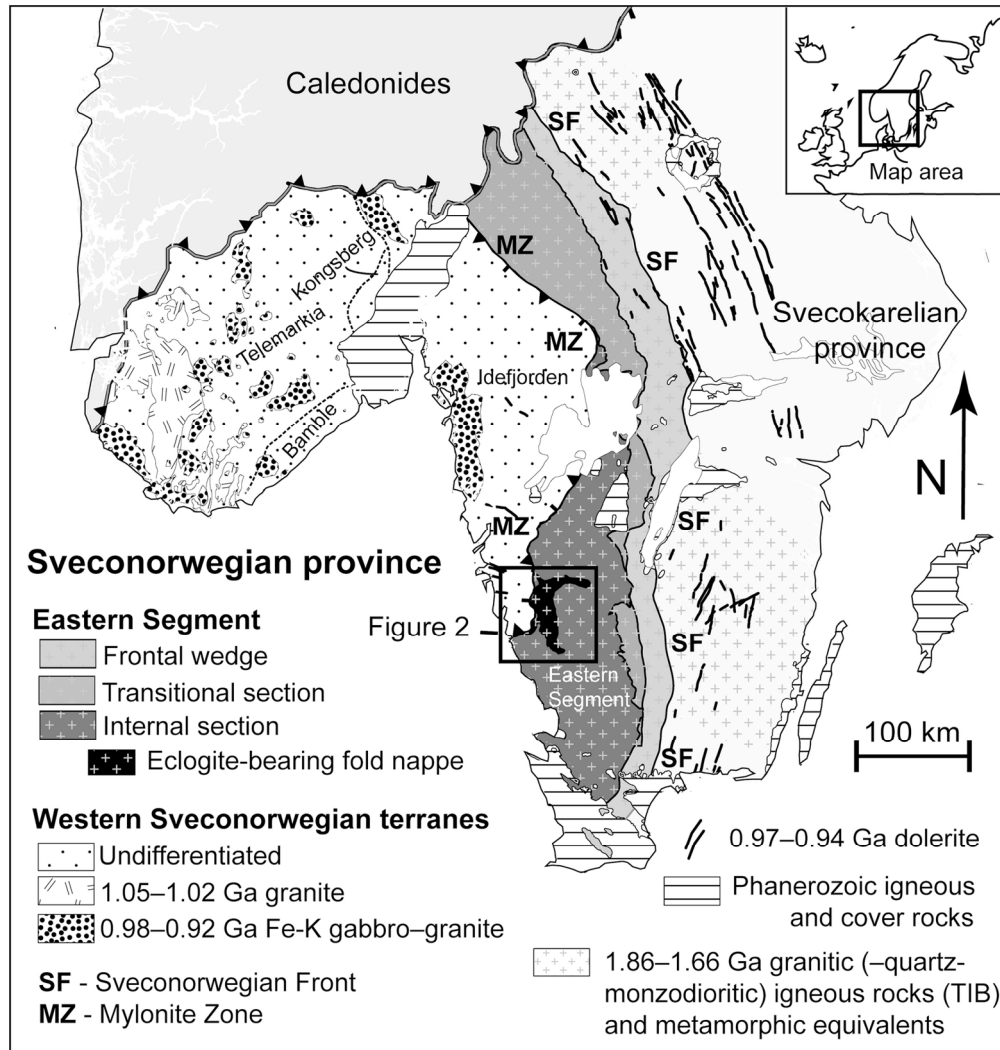 Caledonides
Map area
SF
MZ
SF
Kongsberg
Telemarkia
Svecokarelian
province
MZ
Idefjorden
Bamble
N
MZ
SF
Sveconorwegian province
Eastern Segment
Figure 2
SF
Frontal wedge
Eastern
Segment
Transitional section
Internal section
100 km
SF
Eclogite-bearing fold nappe
Western Sveconorwegian terranes
Undifferentiated
1.05–1.02 Ga granite
0.98–0.92 Ga Fe-K gabbro–granite
SF - Sveconorwegian Front
MZ - Mylonite Zone
0.97–0.94 Ga dolerite
Phanerozoic igneous
and cover rocks
1.86–1.66 Ga granitic (–quartz-
monzodioritic) igneous rocks (TIB)
and metamorphic equivalents